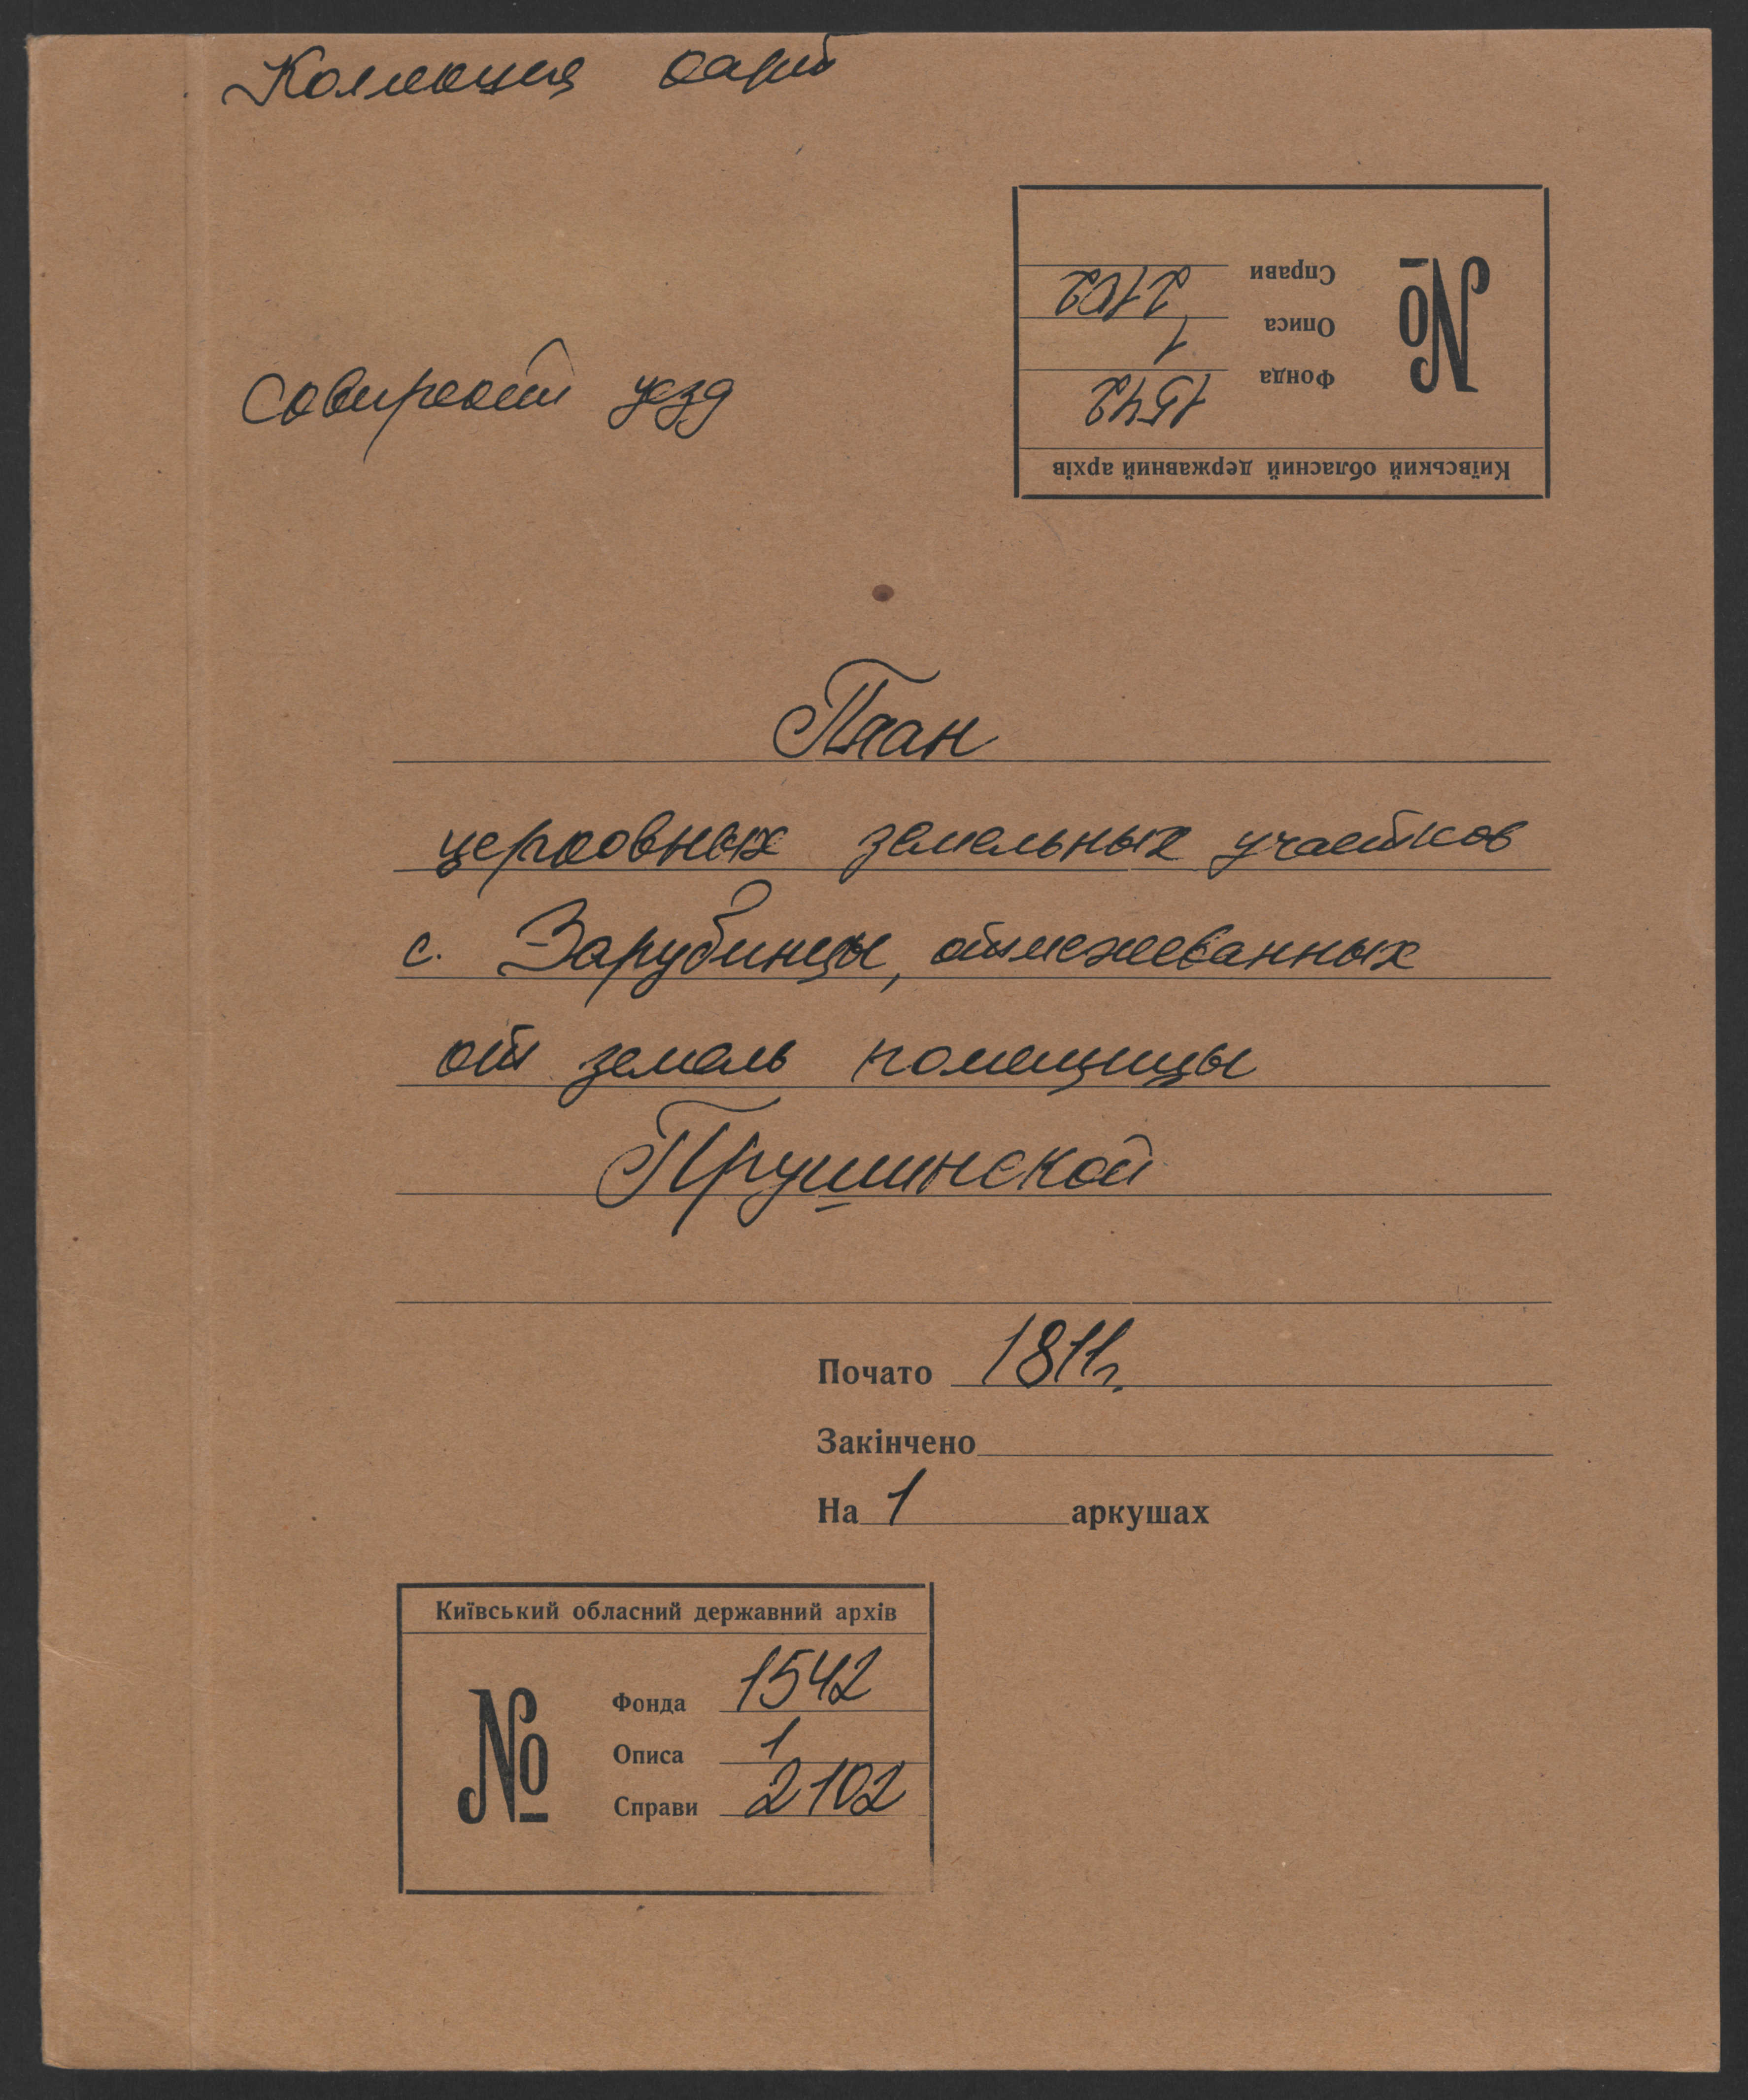 Коллекция карт
Сквирский уезд
Київський обласний державний архів
№
Фонда 1542
Описа 1
Справи 2102
План
церковных земельных участков
с. Зарубинцы, отмежеванных
от земель помещицы
Прушинской
Почато 1811г.
Закінчено
На 1 аркушах
Київський обласний державний архів
№
Фонда 1542
Описа 1
Справи 2102